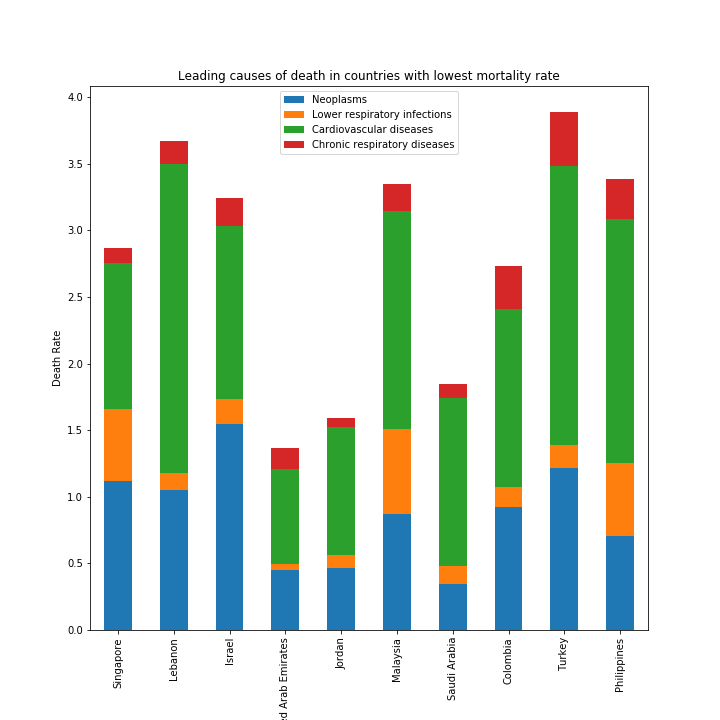 Leading causes of death in countries with lowest mortality rate
Neoplasms
Lower respiratory infections
Cardiovascular diseases
Chronic respiratory diseases
Death Rate
4.0
3.5
3.0
2.5
2.0
1.5
1.0
0.5
0.0
Singapore
Lebanon
Israel
ed Arab Emirates
Jordan
Malaysia
Saudi Arabia
Colombia
Turkey
Philippines